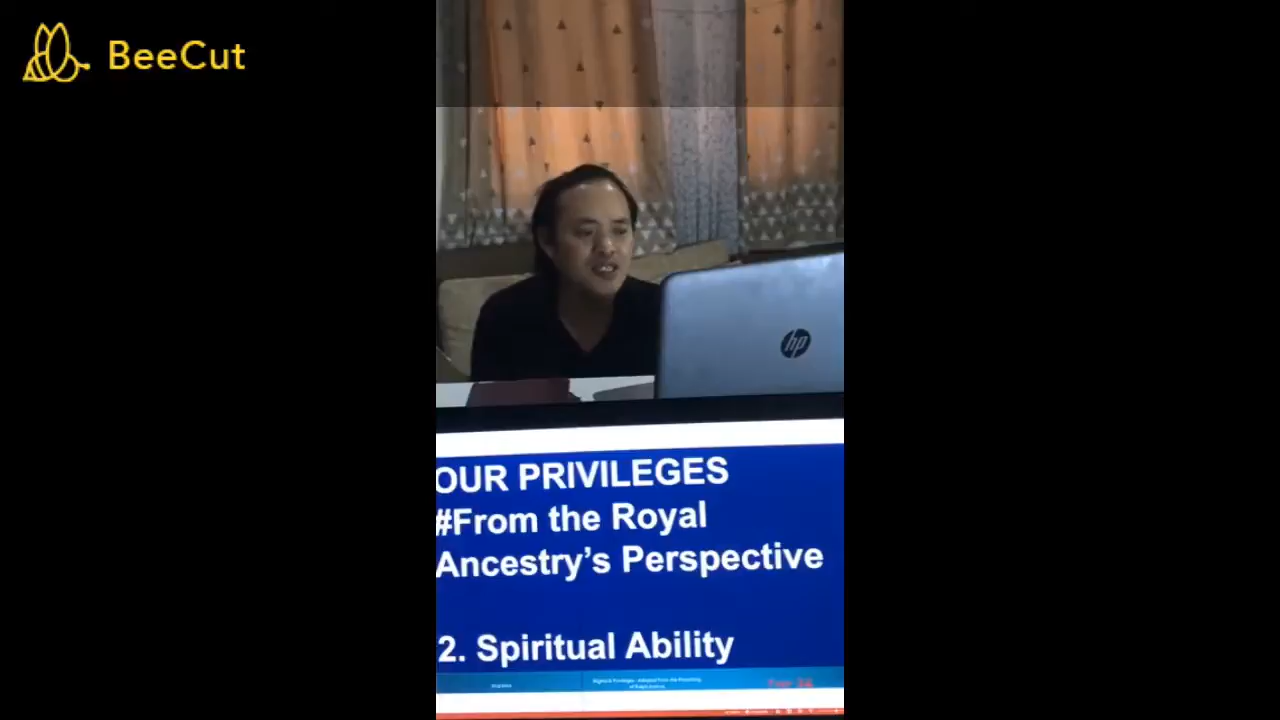 BeeCut
hp
OUR PRIVILEGES
#From the Royal
Ancestry's Perspective
2. Spiritual Ability